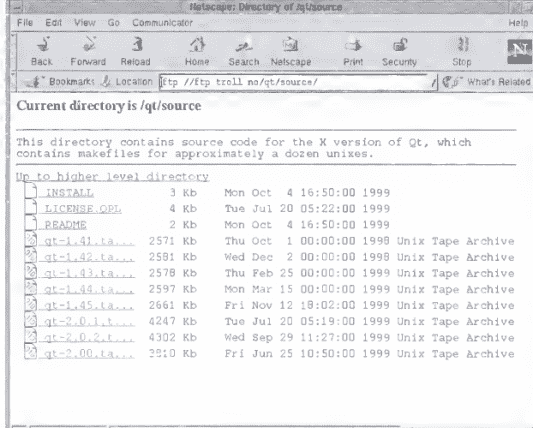 Netscape: Directory of /qt/source
File Edit View Go Communicator Help
Back Forward Reload Home Search Netscape Print Security Stop N
Bookmarks Location ftp //ftp troll no/qt/source/ What's Related
Current directory is /qt/source
This directory contains source code for the X version of Qt, which
contains makefiles for approximately a dozen unixes.
Up to higher level directory
INSTALL 3 Kb Mon Oct 4 16:50:00 1999
LICENSE.QPL 4 Kb Tue Jul 20 05:22:00 1999
README 2 Kb Mon Oct 4 16:50:00 1999
qt-1.41.ta... 2571 Kb Thu Oct 1 00:00:00 1998 Unix Tape Archive
qt-1.42.ta... 2581 Kb Wed Dec 2 00:00:00 1998 Unix Tape Archive
qt-1.43.ta... 2578 Kb Thu Feb 25 00:00:00 1999 Unix Tape Archive
qt-1.44.ta... 2597 Kb Mon Mar 15 00:00:00 1999 Unix Tape Archive
qt-1.45.ta... 2661 Kb Fri Nov 12 18:02:00 1999 Unix Tape Archive
qt-2.0.1.t... 4247 Kb Tue Jul 20 05:19:00 1999 Unix Tape Archive
qt-2.0.2.t... 4302 Kb Wed Sep 29 11:27:00 1999 Unix Tape Archive
qt-2.00.ta... 3910 Kb Fri Jun 25 10:50:00 1999 Unix Tape Archive